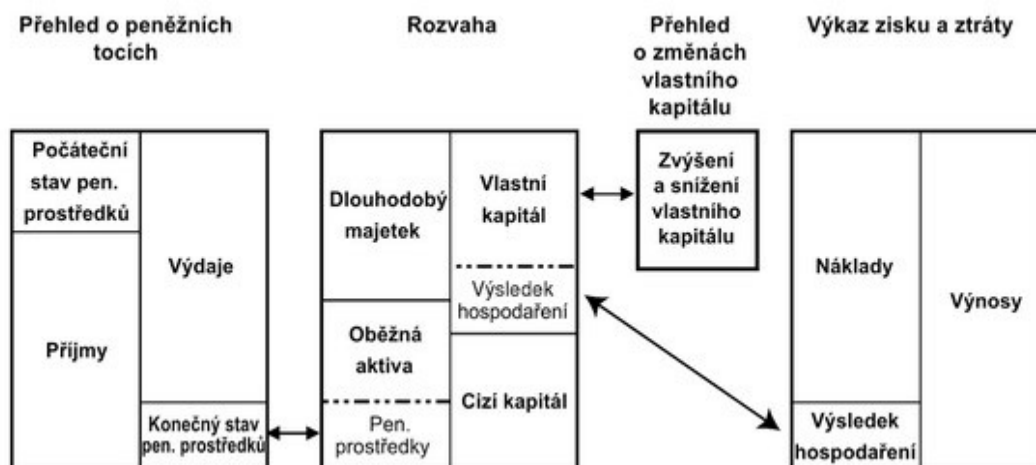 Přehled o peněžních
tocích
Rozvaha
Přehled
o změnách
vlastního
kapitálu
Výkaz zisku a ztráty
Počáteční
stav pen.
prostředků
Příjmy
Výdaje
Konečný stav
pen. prostředků
Dlouhodobý
majetek
Oběžná
aktiva
Pen.
prostředky
Vlastní
kapitál
Výsledek
hospodaření
Cizí kapitál
Zvýšení
a snížení
vlastního
kapitálu
Náklady
Výsledek
hospodaření
Výnosy